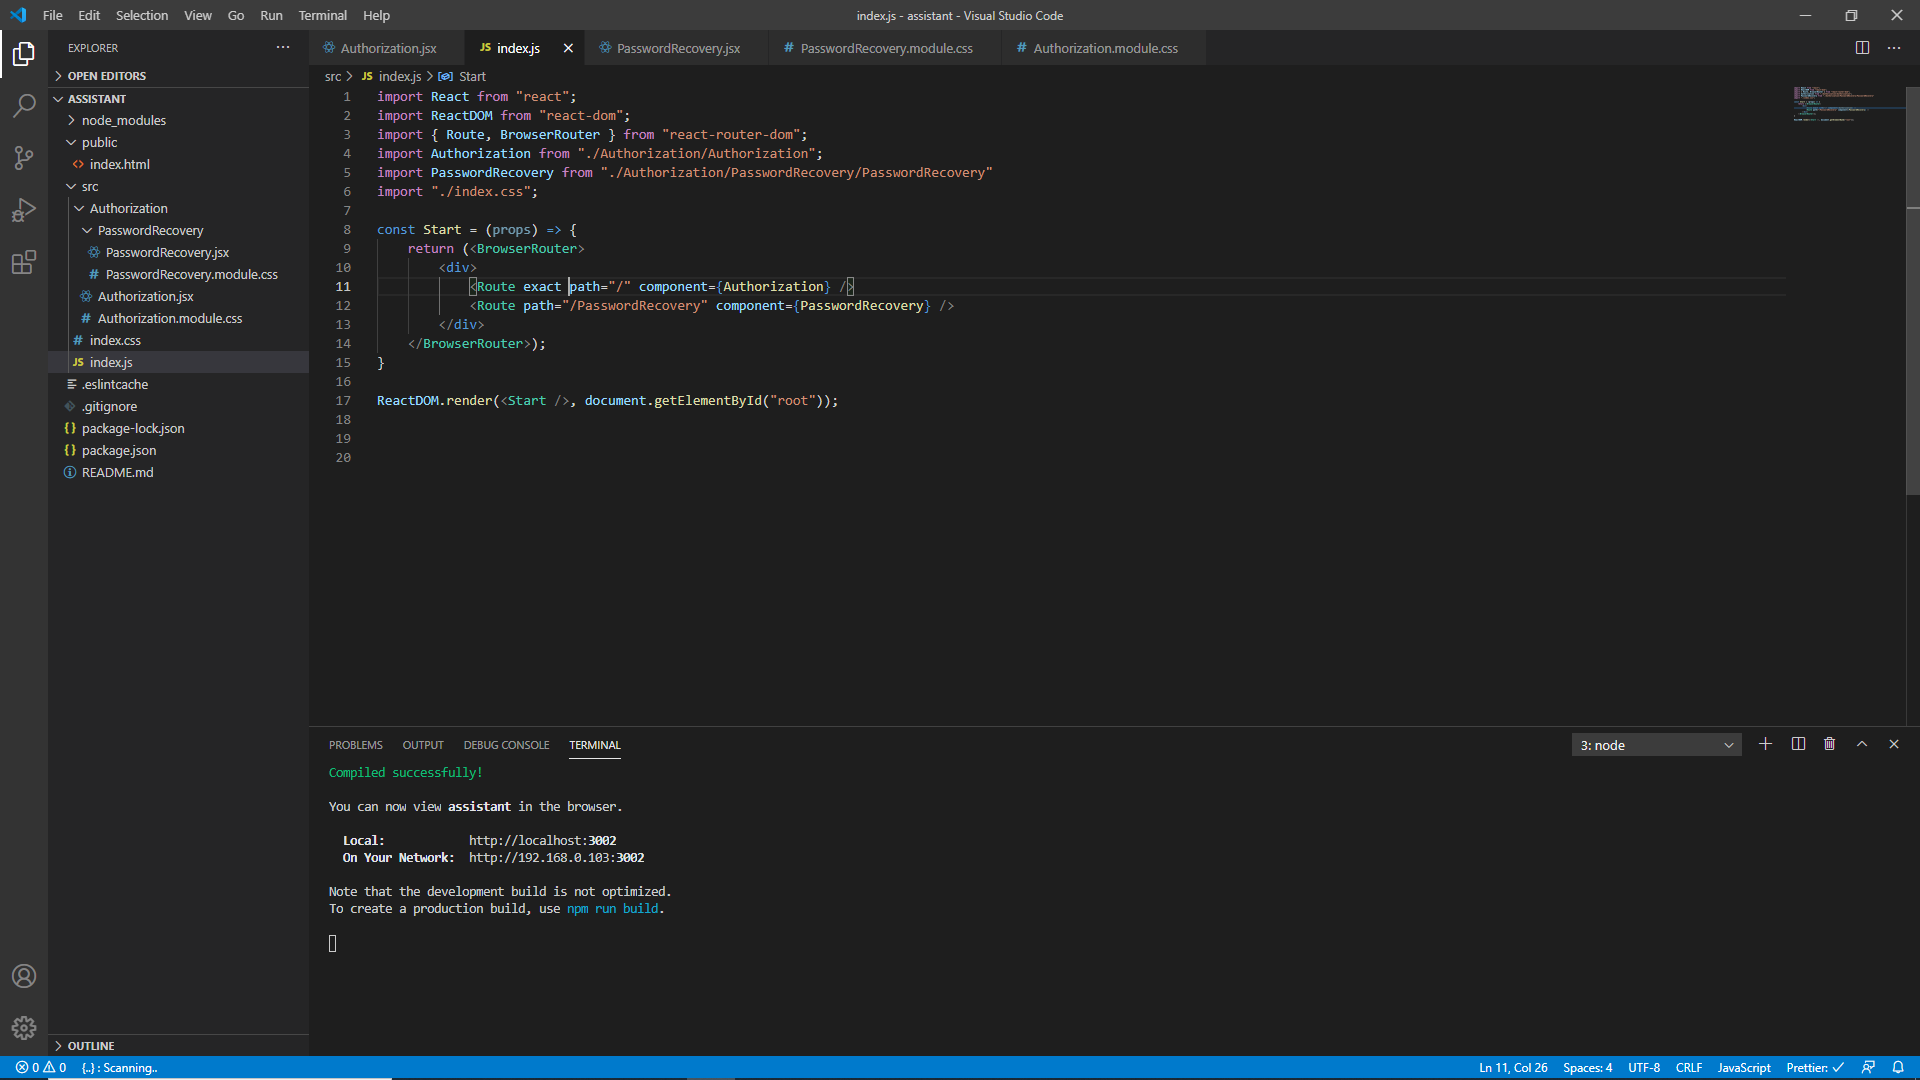 File Edit Selection View Go Run Terminal Help
index.js - assistant - Visual Studio Code
EXPLORER
OPEN EDITORS
ASSISTANT
node_modules
public
<> index.html
src
Authorization
PasswordRecovery
PasswordRecovery.jsx
# PasswordRecovery.module.css
Authorization.jsx
# Authorization.module.css
# index.css
JS index.js
.eslintcache
.gitignore
{} package-lock.json
{} package.json
README.md
OUTLINE
Authorization.jsx
JS index.js
PasswordRecovery.jsx
# PasswordRecovery.module.css
# Authorization.module.css
src > JS index.js > Start
1 import React from "react";
2 import ReactDOM from "react-dom";
3 import { Route, BrowserRouter } from "react-router-dom";
4 import Authorization from "./Authorization/Authorization";
5 import PasswordRecovery from "./Authorization/PasswordRecovery/PasswordRecovery"
6 import "./index.css";
7
8 const Start = (props) => {
9 return (<BrowserRouter>
10 <div>
11 <Route exact path="/" component={Authorization} />
12 <Route path="/PasswordRecovery" component={PasswordRecovery} />
13 </div>
14 </BrowserRouter>);
15 }
16
17 ReactDOM.render(<Start />, document.getElementById("root"));
18
19
20
PROBLEMS OUTPUT DEBUG CONSOLE TERMINAL
3: node
Compiled successfully!
You can now view assistant in the browser.
Local: http://localhost:3002
On Your Network: http://192.168.0.103:3002
Note that the development build is not optimized.
To create a production build, use npm run build.
0 0 {..} : Scanning..
Ln 11, Col 26 Spaces: 4 UTF-8 CRLF JavaScript Prettier: ✓